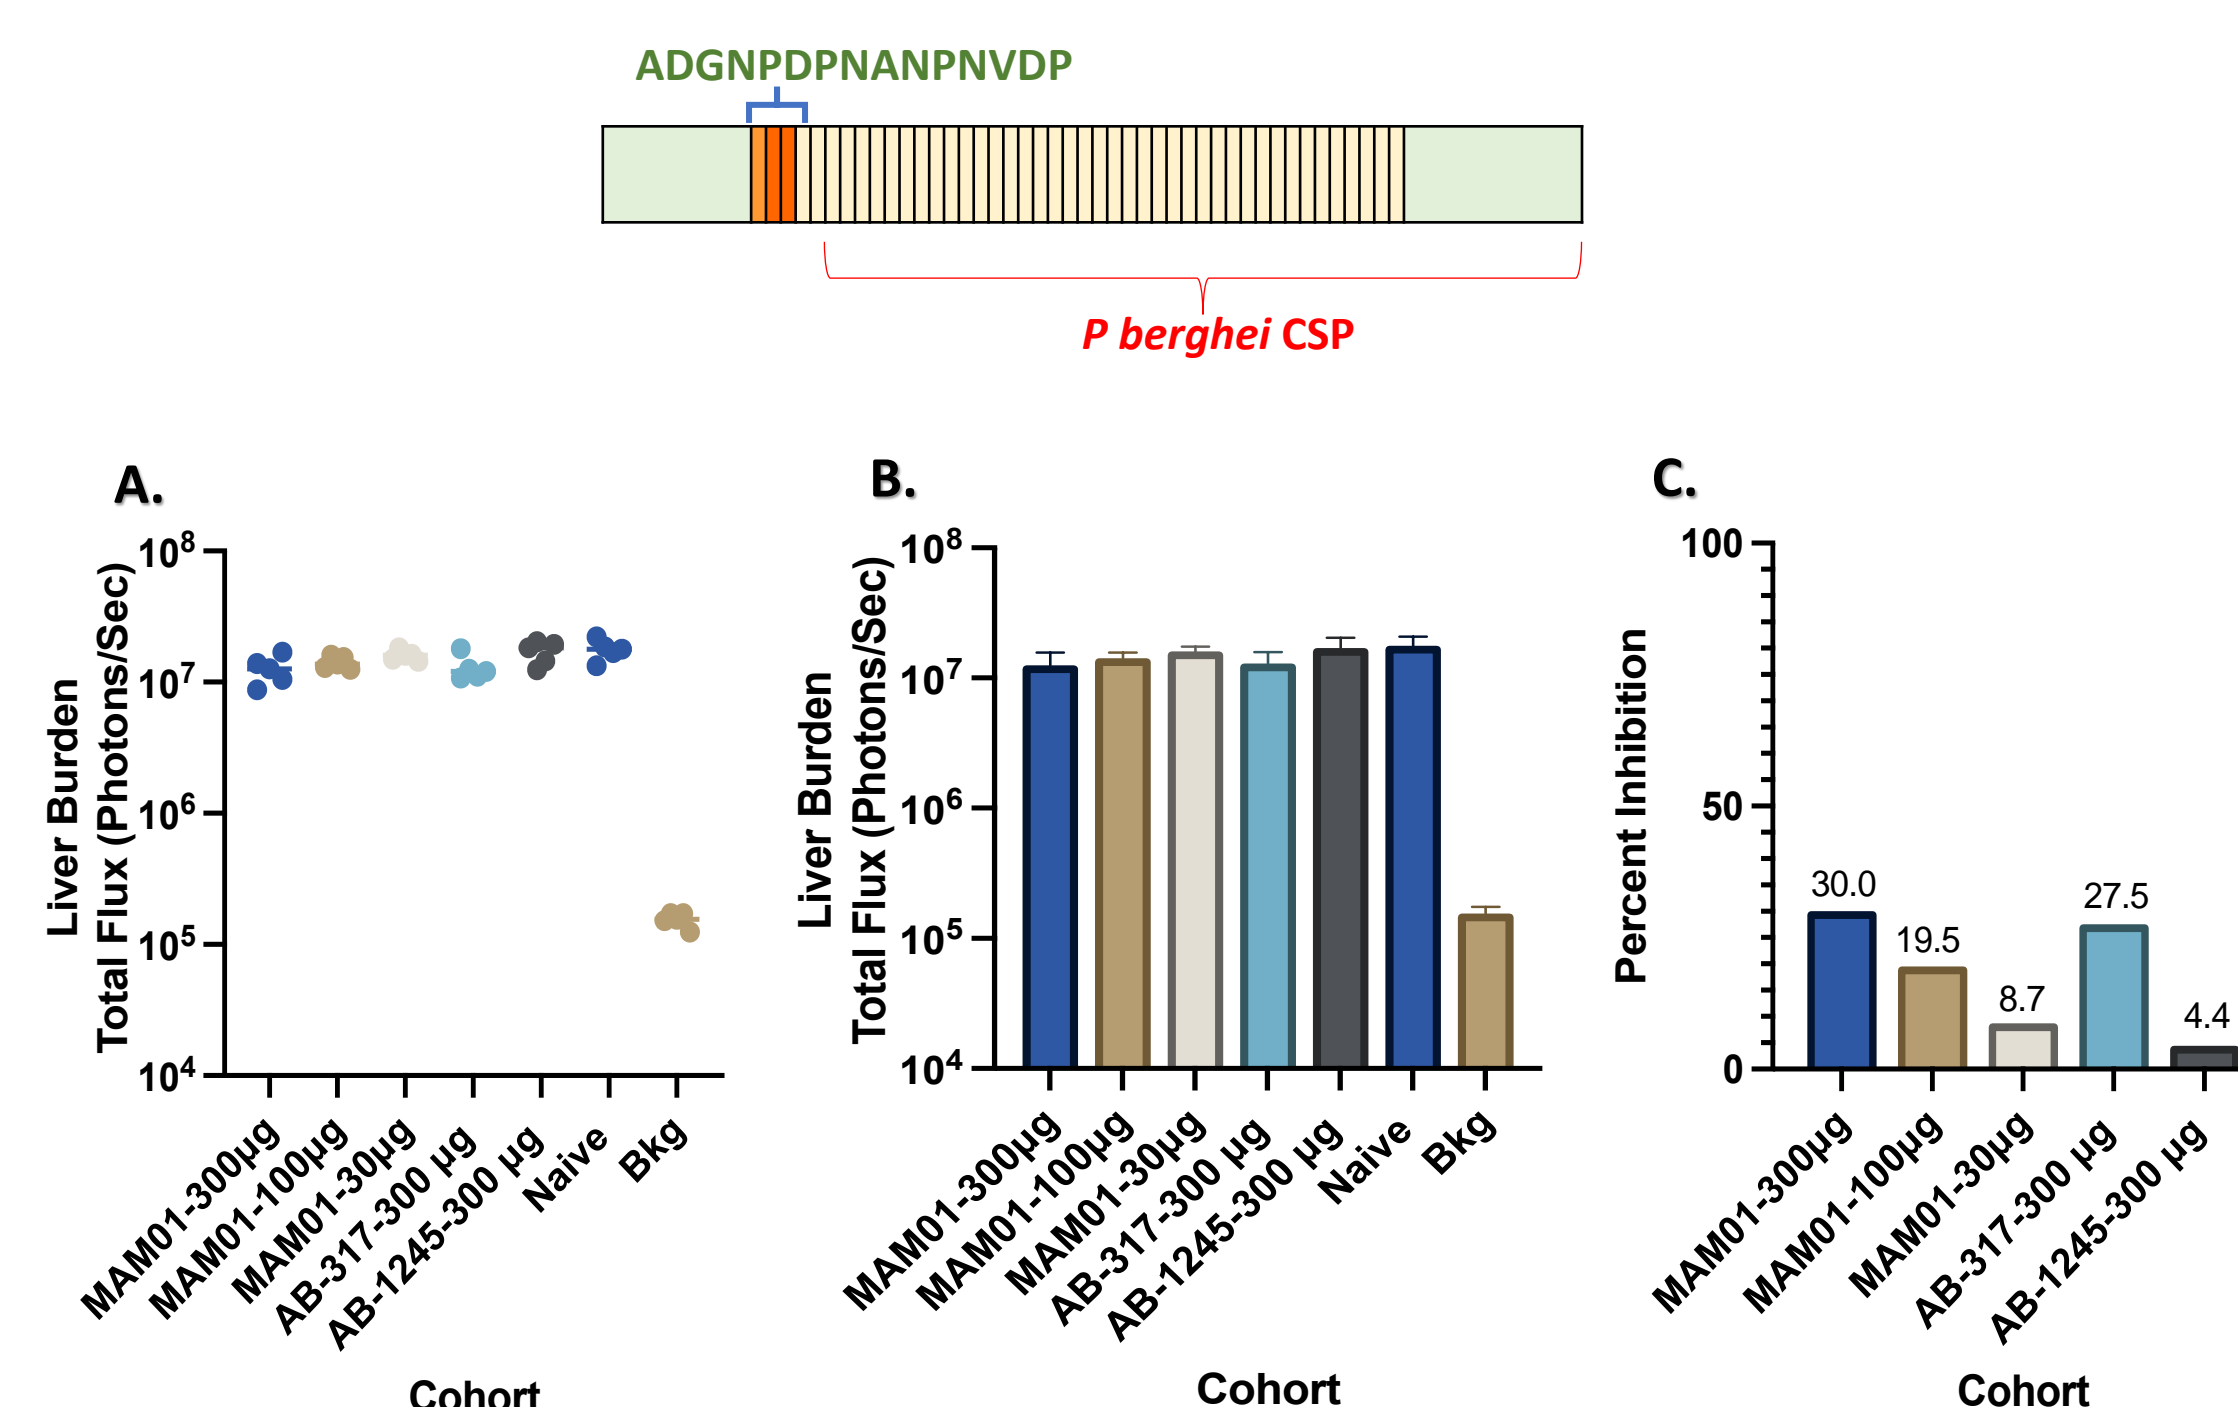 ADGNPDPNANPNVDP
P berghei CSP
A.
Liver Burden
Total Flux (Photons/Sec)
10⁸
10⁷
10⁶
10⁵
10⁴
MAM01-300µg
MAM01-100µg
MAM01-30µg
AB-317-300 µg
AB-1245-300 µg
Naive
Bkg
Cohort
B.
Liver Burden
Total Flux (Photons/Sec)
10⁸
10⁷
10⁶
10⁵
10⁴
MAM01-300µg
MAM01-100µg
MAM01-30µg
AB-317-300 µg
AB-1245-300 µg
Naive
Bkg
Cohort
C.
Percent Inhibition
100
50
0
30.0
19.5
8.7
27.5
4.4
MAM01-300µg
MAM01-100µg
MAM01-30µg
AB-317-300 µg
AB-1245-300 µg
Cohort